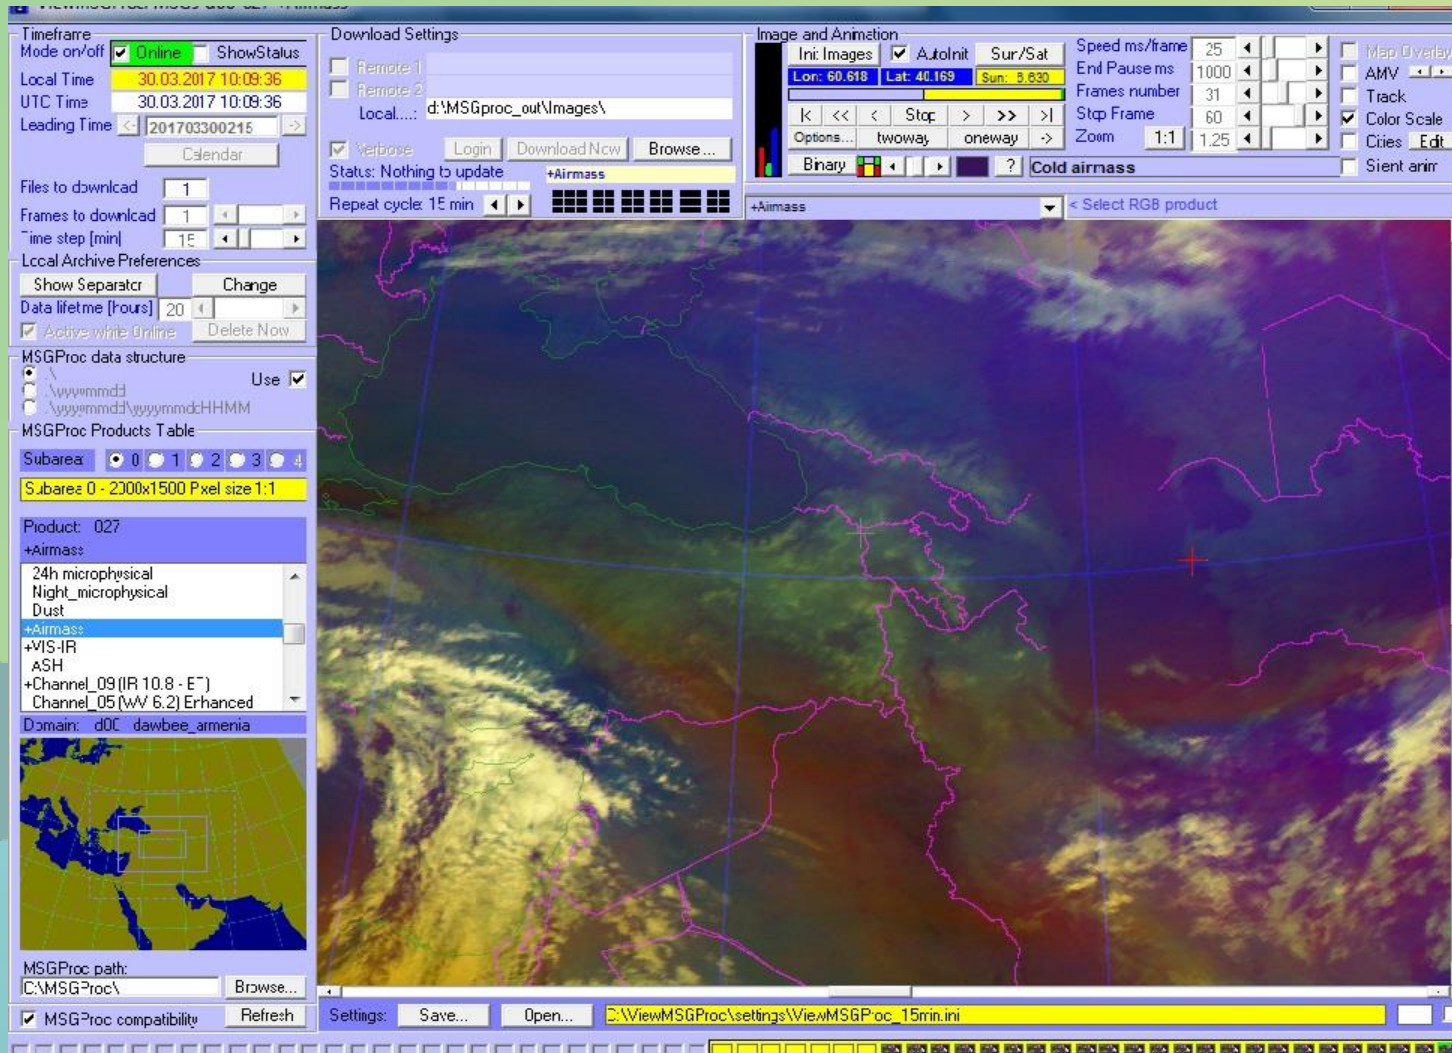 Timeframe
Mode on/off Online ShowStatus
Local Time 30.03.2017 10:09:36
UTC Time 30.03.2017 10:09:36
Leading Time <- 201703300215 ->
Calendar
Files to download 1
Frames to download 1
Time step [min] 15
Local Archive Preferences
Show Separator Change
Data lifetime [hours] 20
Active while Online Delete Now
MSGProc data structure
.\
.\yyyymmdd Use
.\yyyymmdd\yyyymmddHHMM
MSGProc Products Table
Subarea: 0 1 2 3 4
Subarea 0 - 2000x1500 Pixel size 1:1
Product: 027
+Airmass
24h microphysical
Night_microphysical
Dust
+Airmass
+VIS-IR
ASH
+Channel_09 (IR 10.8 - ET)
Channel_05 (WV 6.2) Enhanced
Domain: d00 dawbee_armenia
MSGProc path:
C:\MSGProc\ Browse...
MSGProc compatibility Refresh
Download Settings
Remote 1
Remote 2
Local....: d:\MSGproc_out\Images\
Verbose Login Download Now Browse ...
Status: Nothing to update +Airmass
Repeat cycle: 15 min
Image and Animation
Ini: Images AutoInit Sun/Sat
Lon: 60.618 Lat: 40.169 Sun: 8.630
|< << < Stop > >> >|
Options... twoway oneway ->
Binary ? Cold airmass
Speed ms/frame 25
End Pause ms 1000
Frames number 31
Stop Frame 60
Zoom 1:1 1.25
Map Overlay
AMV
Track
Color Scale
Cities Edit
Silent anim
+Airmass < Select RGB product
Settings: Save... Open... C:\ViewMSGProc\settings\ViewMSGProc_15min.ini